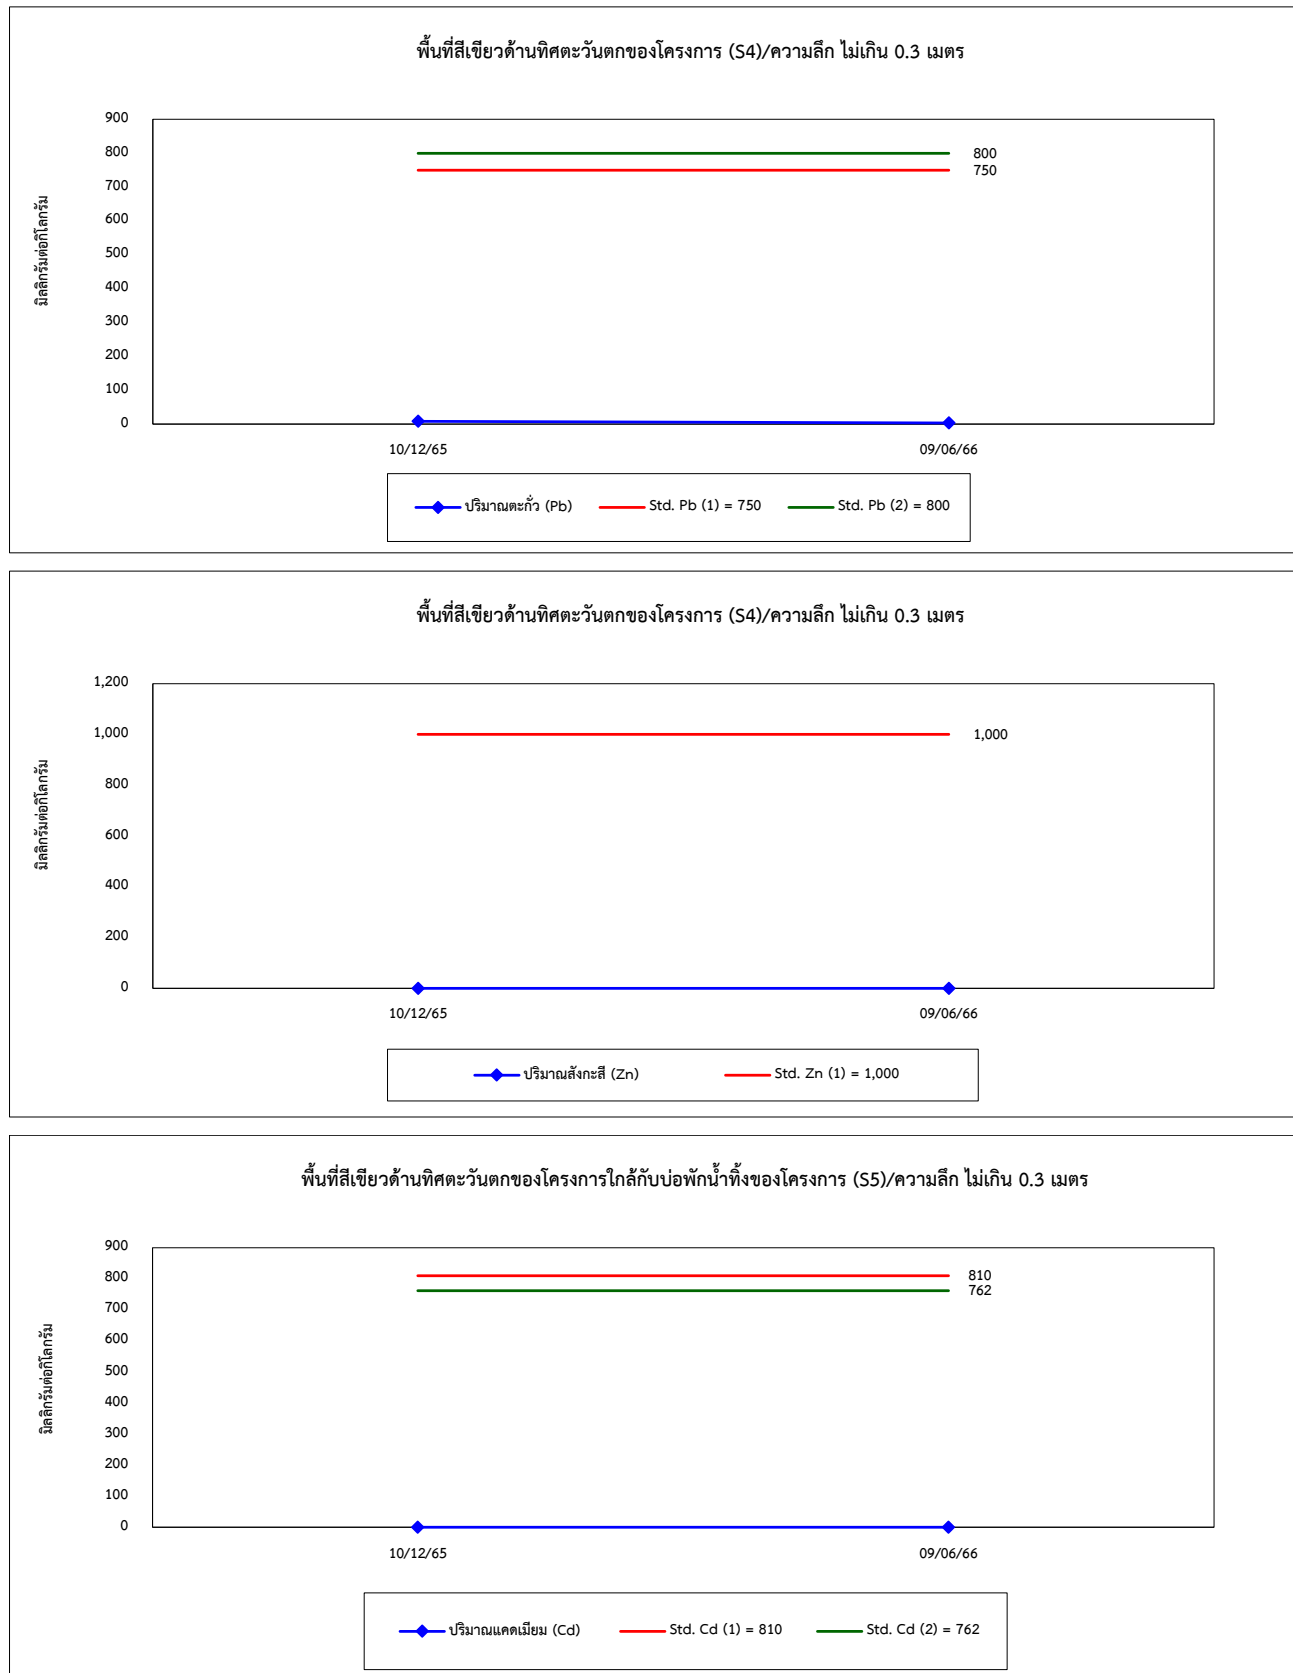 พื้นที่สีเขียวด้านทิศตะวันตกของโครงการ (S4)/ความลึก ไม่เกิน 0.3 เมตร
มิลลิกรัมต่อกิโลกรัม
900
800
700
600
500
400
300
200
100
0
800
750
10/12/65
09/06/66
ปริมาณตะกั่ว (Pb)
Std. Pb (1) = 750
Std. Pb (2) = 800
พื้นที่สีเขียวด้านทิศตะวันตกของโครงการ (S4)/ความลึก ไม่เกิน 0.3 เมตร
มิลลิกรัมต่อกิโลกรัม
1,200
1,000
800
600
400
200
0
1,000
10/12/65
09/06/66
ปริมาณสังกะสี (Zn)
Std. Zn (1) = 1,000
พื้นที่สีเขียวด้านทิศตะวันตกของโครงการใกล้กับบ่อพักน้ำทิ้งของโครงการ (S5)/ความลึก ไม่เกิน 0.3 เมตร
มิลลิกรัมต่อกิโลกรัม
900
800
700
600
500
400
300
200
100
0
810
762
10/12/65
09/06/66
ปริมาณแคดเมียม (Cd)
Std. Cd (1) = 810
Std. Cd (2) = 762